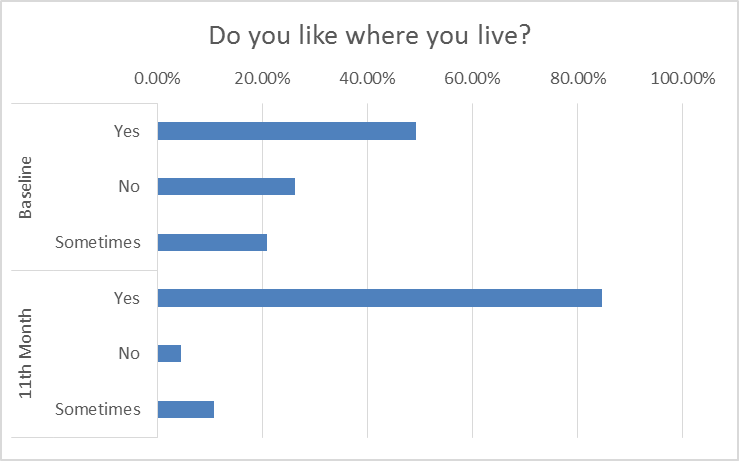 Do you like where you live?
0.00% 20.00% 40.00% 60.00% 80.00% 100.00%
Baseline
Yes
No
Sometimes
11th Month
Yes
No
Sometimes